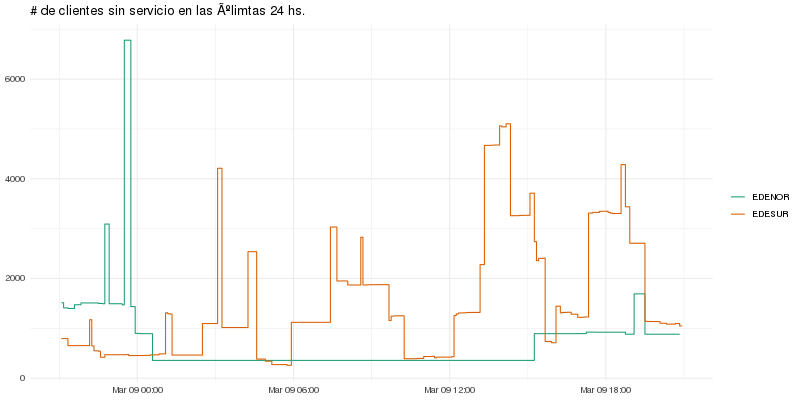 # de clientes sin servicio en las Ãºlimtas 24 hs.
6000
4000
2000
0
Mar 09 00:00
Mar 09 06:00
Mar 09 12:00
Mar 09 18:00
EDENOR
EDESUR